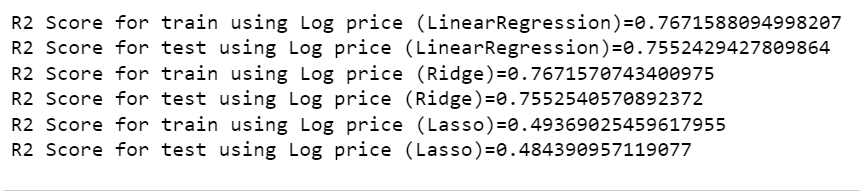 R2 Score for train using Log price (LinearRegression)=0.7671588094998207
R2 Score for test using Log price (LinearRegression)=0.7552429427809864
R2 Score for train using Log price (Ridge)=0.7671570743400975
R2 Score for test using Log price (Ridge)=0.7552540570892372
R2 Score for train using Log price (Lasso)=0.49369025459617955
R2 Score for test using Log price (Lasso)=0.484390957119077